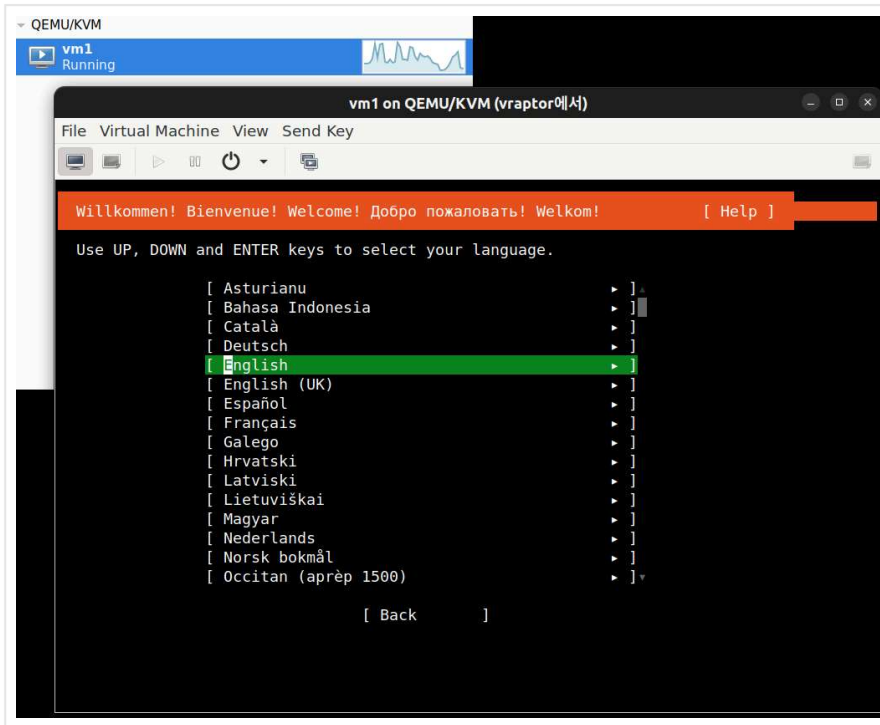 QEMU/KVM
vm1
Running
vm1 on QEMU/KVM (vraptor에서)
File Virtual Machine View Send Key
Willkommen! Bienvenue! Welcome! Добро пожаловать! Welkom! [ Help ]
Use UP, DOWN and ENTER keys to select your language.
[ Asturianu ▸ ]
[ Bahasa Indonesia ▸ ]
[ Català ▸ ]
[ Deutsch ▸ ]
[ English ▸ ]
[ English (UK) ▸ ]
[ Español ▸ ]
[ Français ▸ ]
[ Galego ▸ ]
[ Hrvatski ▸ ]
[ Latviski ▸ ]
[ Lietuviškai ▸ ]
[ Magyar ▸ ]
[ Nederlands ▸ ]
[ Norsk bokmål ▸ ]
[ Occitan (aprèp 1500) ▸ ]
[ Back ]